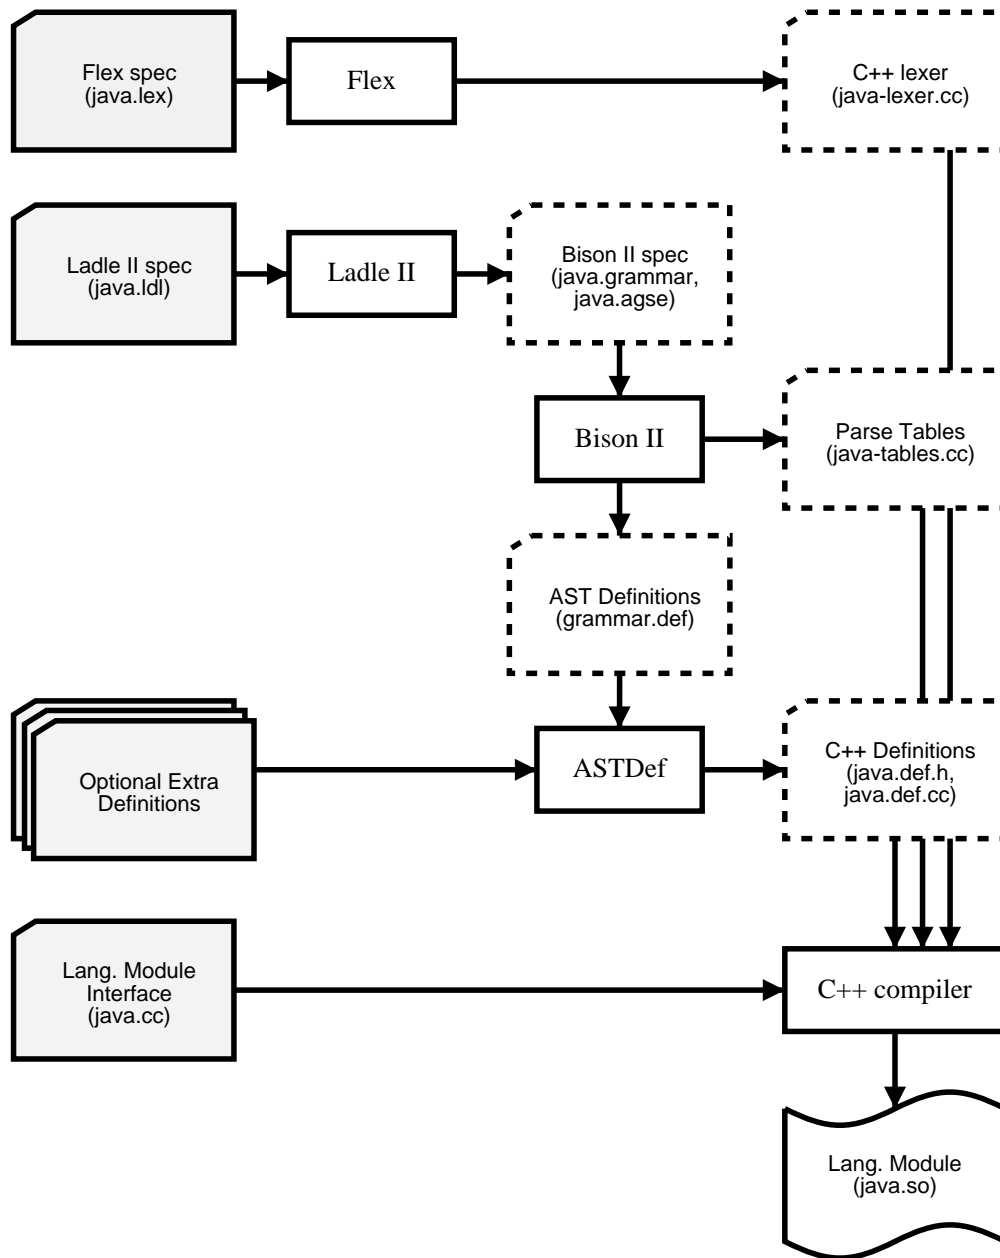 Flex spec
(java.lex)
Flex
C++ lexer
(java-lexer.cc)
Ladle II spec
(java.ldl)
Ladle II
Bison II spec
(java.grammar,
java.agse)
Bison II
Parse Tables
(java-tables.cc)
AST Definitions
(grammar.def)
Optional Extra
Definitions
ASTDef
C++ Definitions
(java.def.h,
java.def.cc)
Lang. Module
Interface
(java.cc)
C++ compiler
Lang. Module
(java.so)